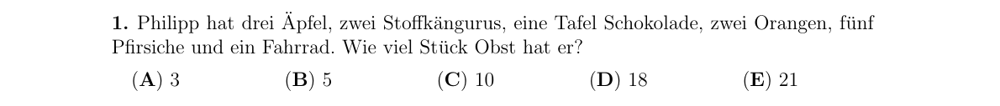 1. Philipp hat drei Äpfel, zwei Stoffkängurus, eine Tafel Schokolade, zwei Orangen, fünf
Pfirsiche und ein Fahrrad. Wie viel Stück Obst hat er?
(A) 3 (B) 5 (C) 10 (D) 18 (E) 21